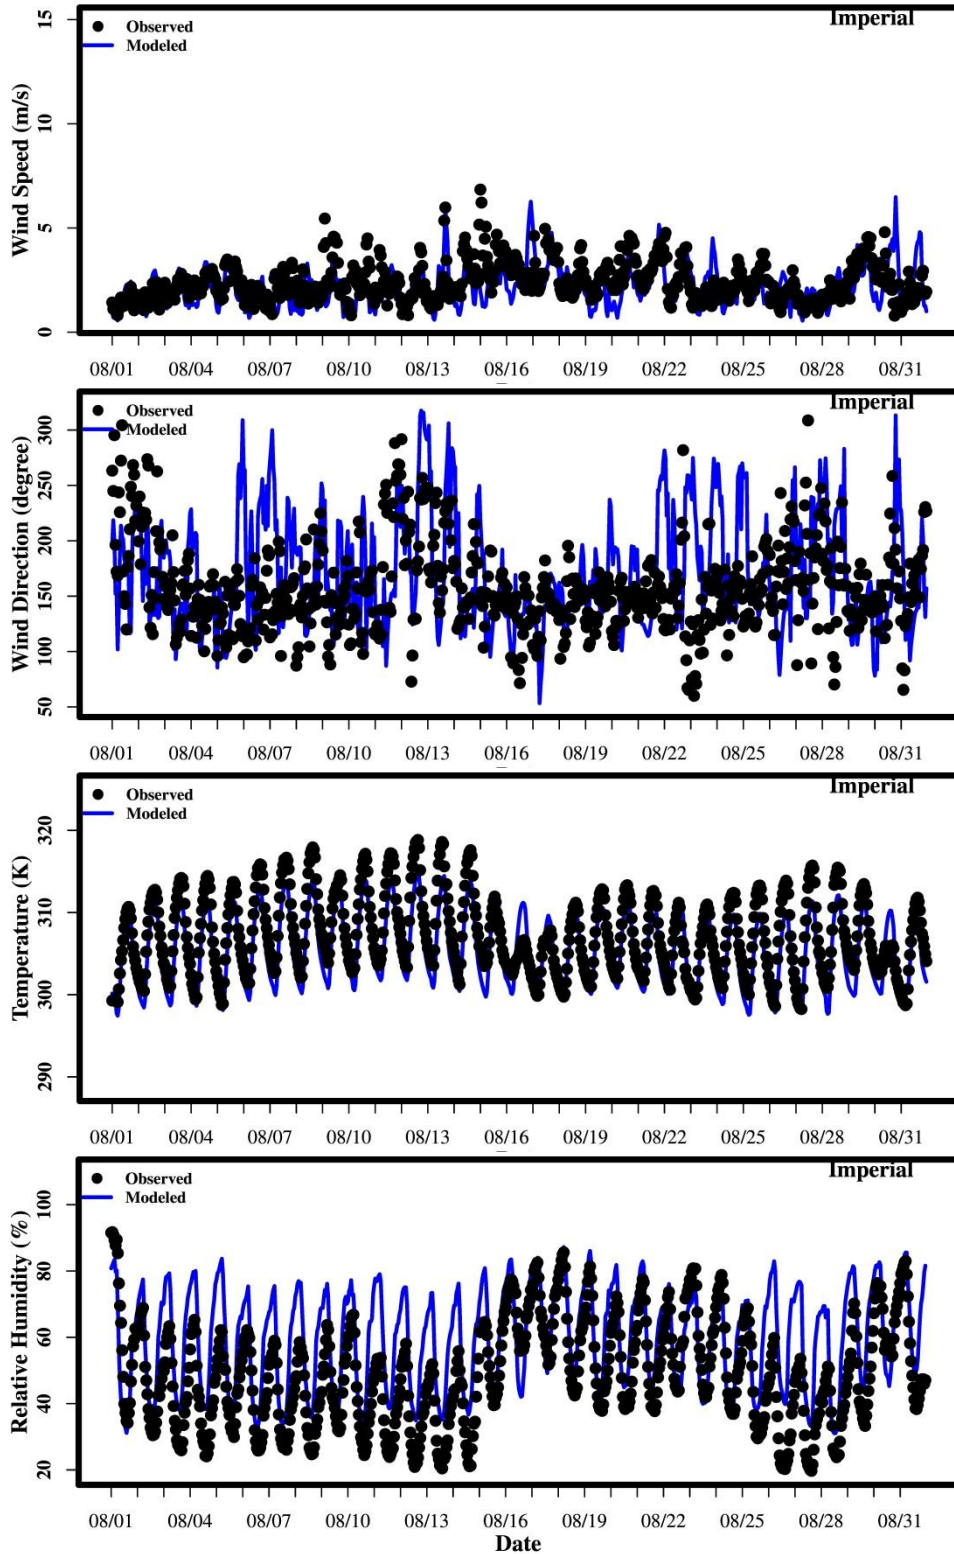 Imperial
Observed
Modeled
Wind Speed (m/s)
15
10
5
0
08/01 08/04 08/07 08/10 08/13 08/16 08/19 08/22 08/25 08/28 08/31
Imperial
Observed
Modeled
Wind Direction (degree)
300
250
200
150
100
50
08/01 08/04 08/07 08/10 08/13 08/16 08/19 08/22 08/25 08/28 08/31
Imperial
Observed
Modeled
Temperature (K)
320
310
300
290
08/01 08/04 08/07 08/10 08/13 08/16 08/19 08/22 08/25 08/28 08/31
Imperial
Observed
Modeled
Relative Humidity (%)
100
80
60
40
20
08/01 08/04 08/07 08/10 08/13 08/16 08/19 08/22 08/25 08/28 08/31
Date